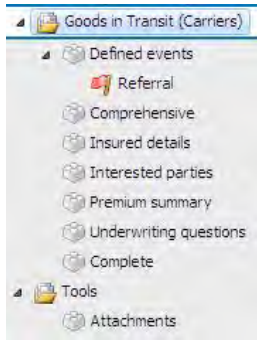 Goods in Transit (Carriers)
Defined events
Referral
Comprehensive
Insured details
Interested parties
Premium summary
Underwriting questions
Complete
Tools
Attachments